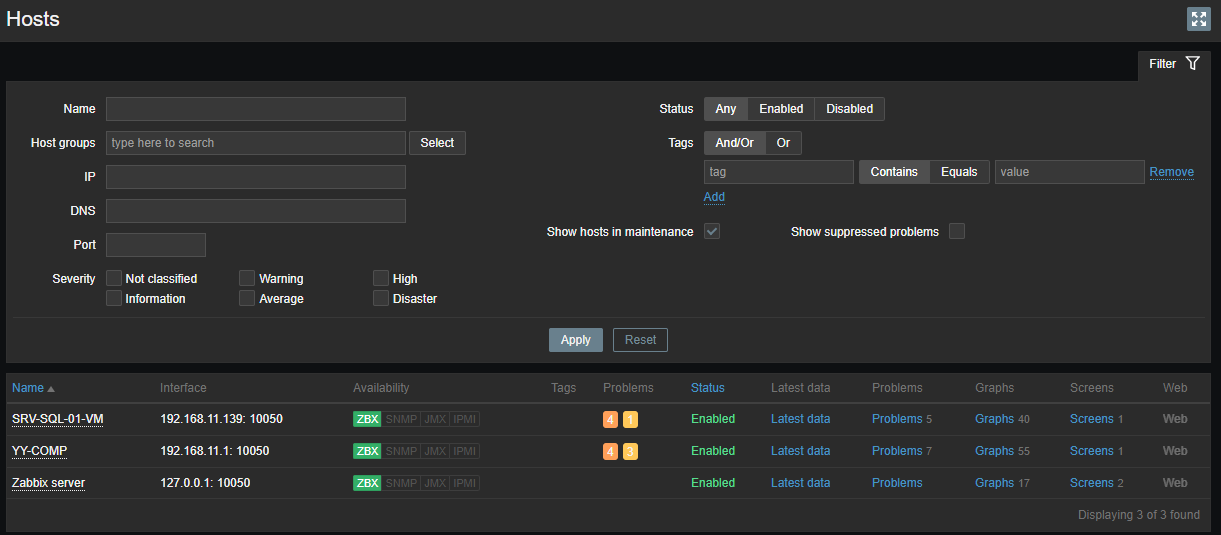 Hosts
Filter
Name
Status Any Enabled Disabled
Host groups type here to search Select
Tags And/Or Or
IP
tag Contains Equals value Remove
DNS
Add
Port
Show hosts in maintenance Show suppressed problems
Severity Not classified Warning High
Information Average Disaster
Apply Reset
Name Interface Availability Tags Problems Status Latest data Problems Graphs Screens Web
SRV-SQL-01-VM 192.168.11.139: 10050 ZBX SNMP JMX IPMI 4 1 Enabled Latest data Problems 5 Graphs 40 Screens 1 Web
YY-COMP 192.168.11.1: 10050 ZBX SNMP JMX IPMI 4 3 Enabled Latest data Problems 7 Graphs 55 Screens 1 Web
Zabbix server 127.0.0.1: 10050 ZBX SNMP JMX IPMI Enabled Latest data Problems Graphs 17 Screens 2 Web
Displaying 3 of 3 found